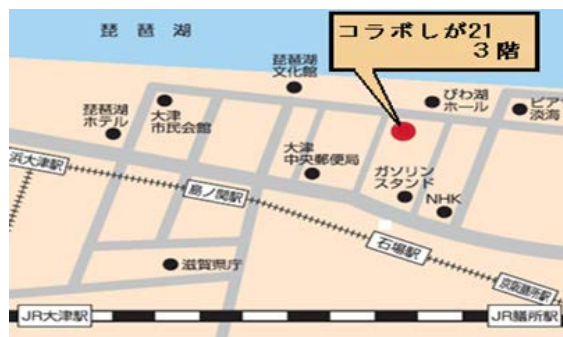 琵琶湖
コラボしが21
3階
琵琶湖
文化館
びわ湖
ホール
ピアザ
淡海
琵琶湖
ホテル
大津
市民会館
大津
中央郵便局
ガソリン
スタンド
NHK
浜大津駅
島ノ関駅
石場駅
京阪膳所駅
滋賀県庁
JR大津駅
JR膳所駅